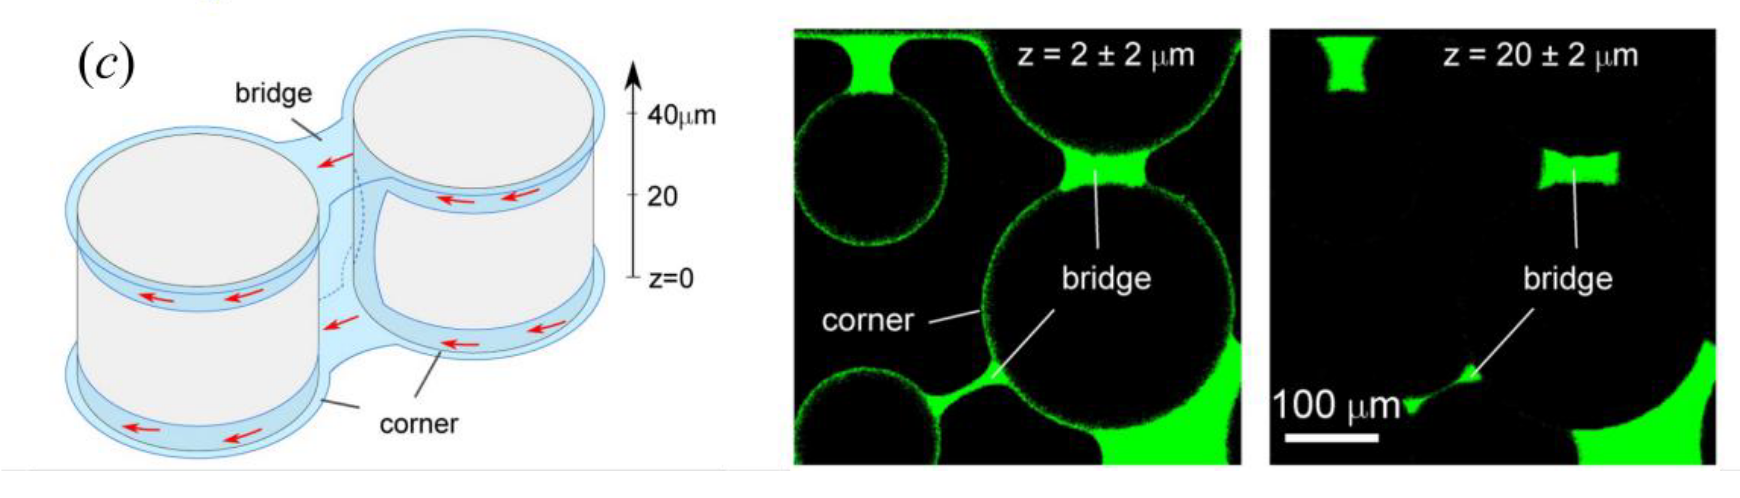 (c)
bridge
40μm
20
z=0
corner
z = 2 ± 2 μm
bridge
corner
z = 20 ± 2 μm
bridge
100 μm